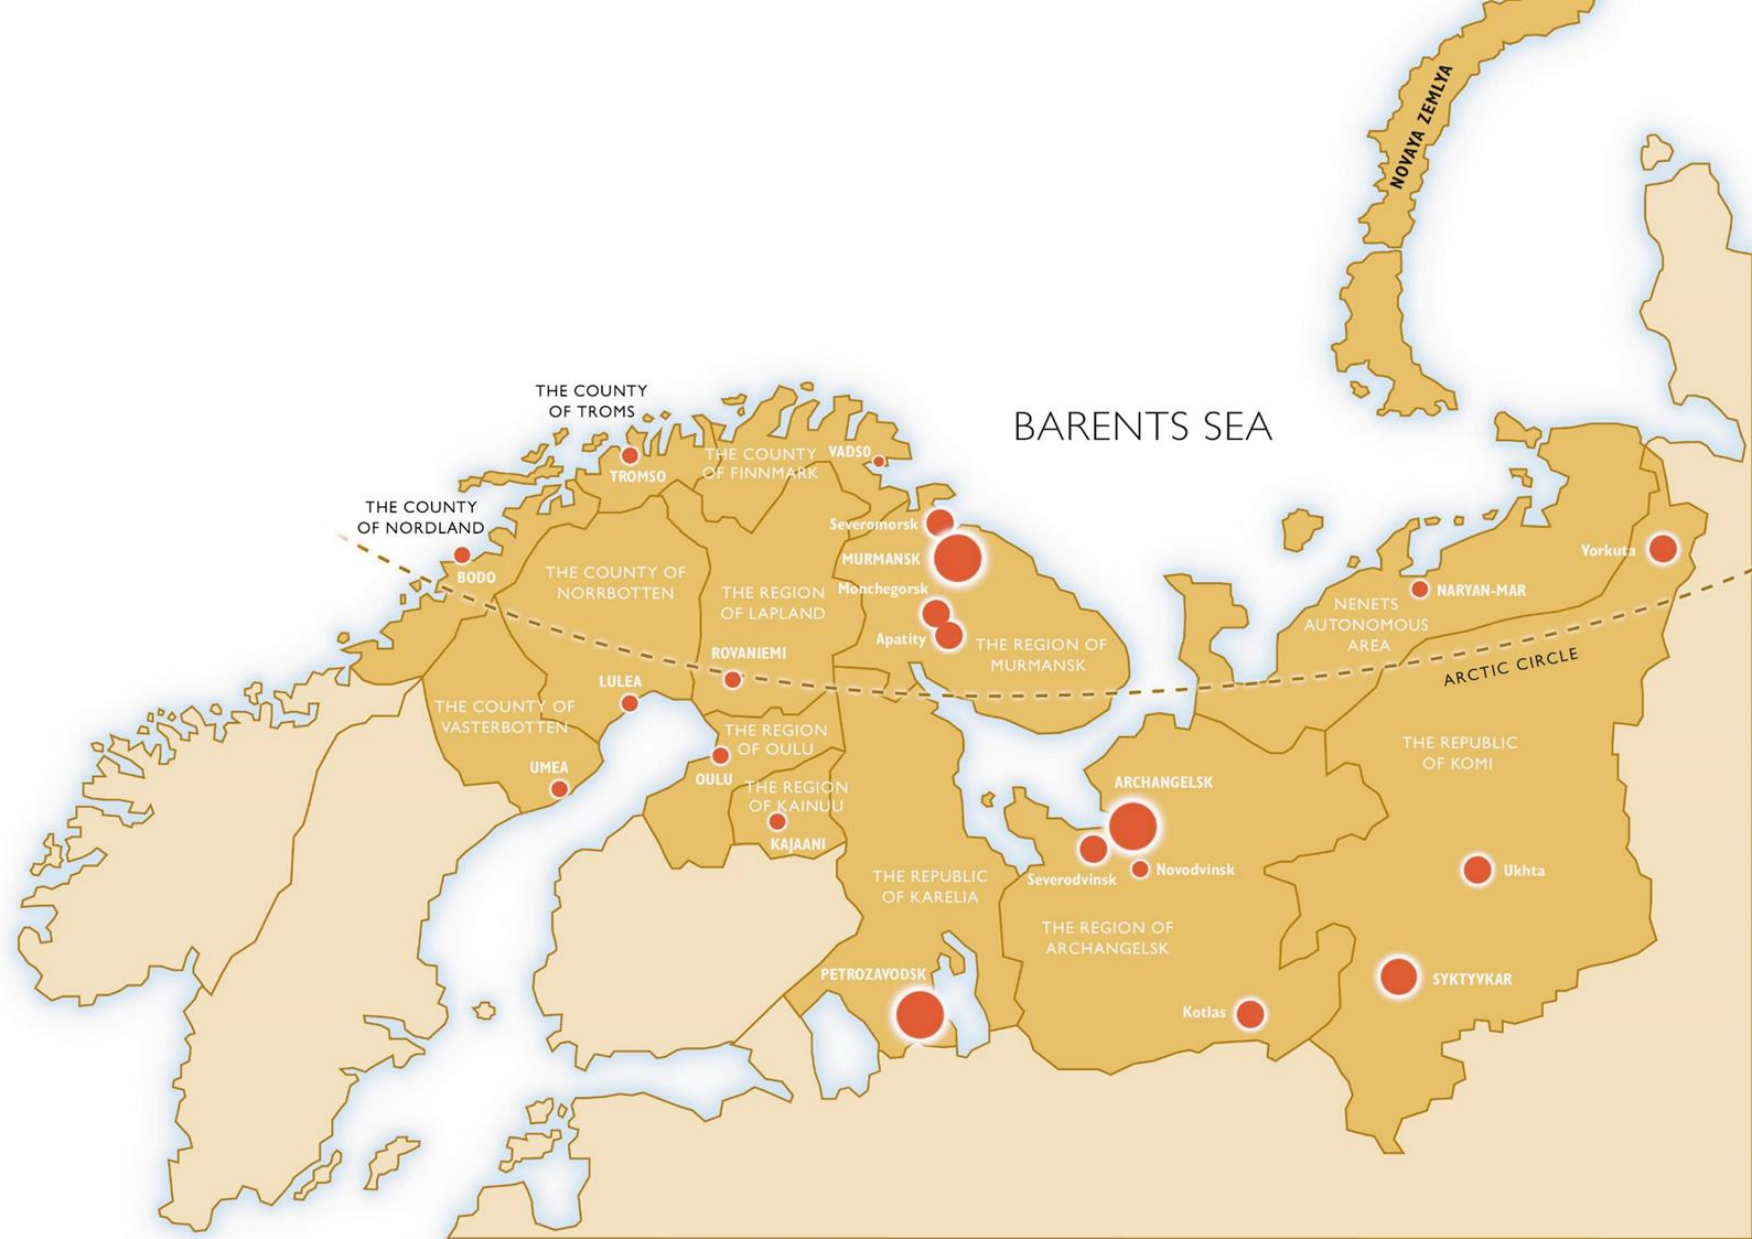 NOVAYA ZEMLYA
THE COUNTY
OF TROMS
BARENTS SEA
THE COUNTY
OF FINNMARK
VADSO
TROMSO
THE COUNTY
OF NORDLAND
Severomorsk
MURMANSK
Vorkuta
BODO
THE COUNTY OF
NORRBOTTEN
THE REGION
OF LAPLAND
Monchegorsk
NARYAN-MAR
NENETS
AUTONOMOUS
AREA
Apatity
THE REGION OF
MURMANSK
ROVANIEMI
ARCTIC CIRCLE
LULEA
THE COUNTY OF
VASTERBOTTEN
THE REGION
OF OULU
THE REPUBLIC
OF KOMI
UMEA
OULU
THE REGION
OF KAINUU
ARCHANGELSK
KAJAANI
Severodvinsk
Novodvinsk
Ukhta
THE REPUBLIC
OF KARELIA
THE REGION OF
ARCHANGELSK
PETROZAVODSK
SYKTYVKAR
Kotlas